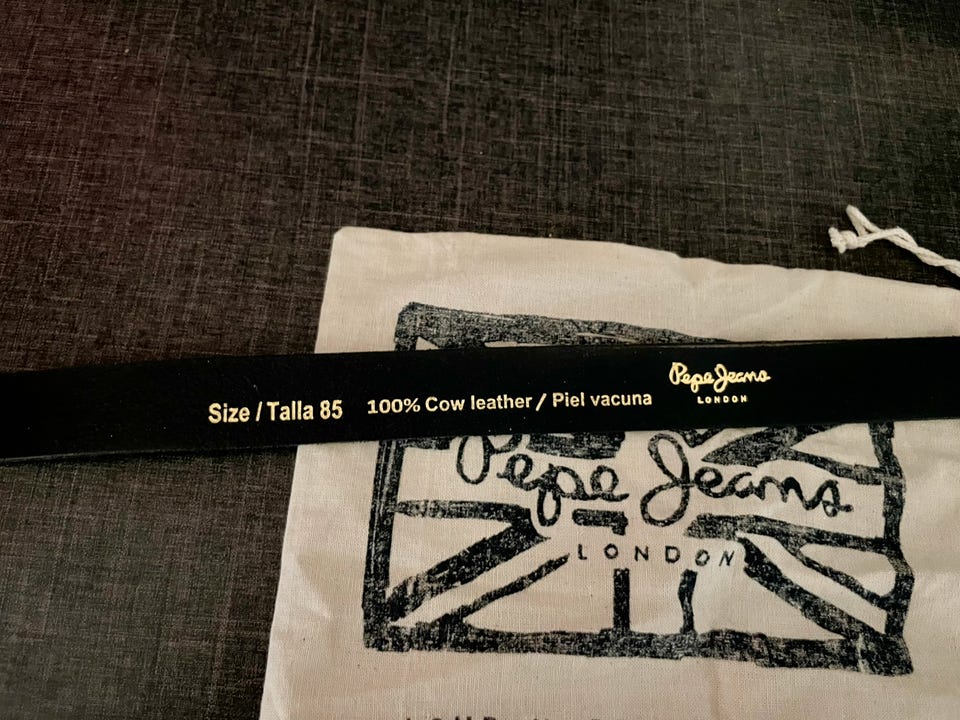 Size / Talla 85 100% Cow leather / Piel vacuna
Pepe Jeans
LONDON
Pepe Jeans
LONDON